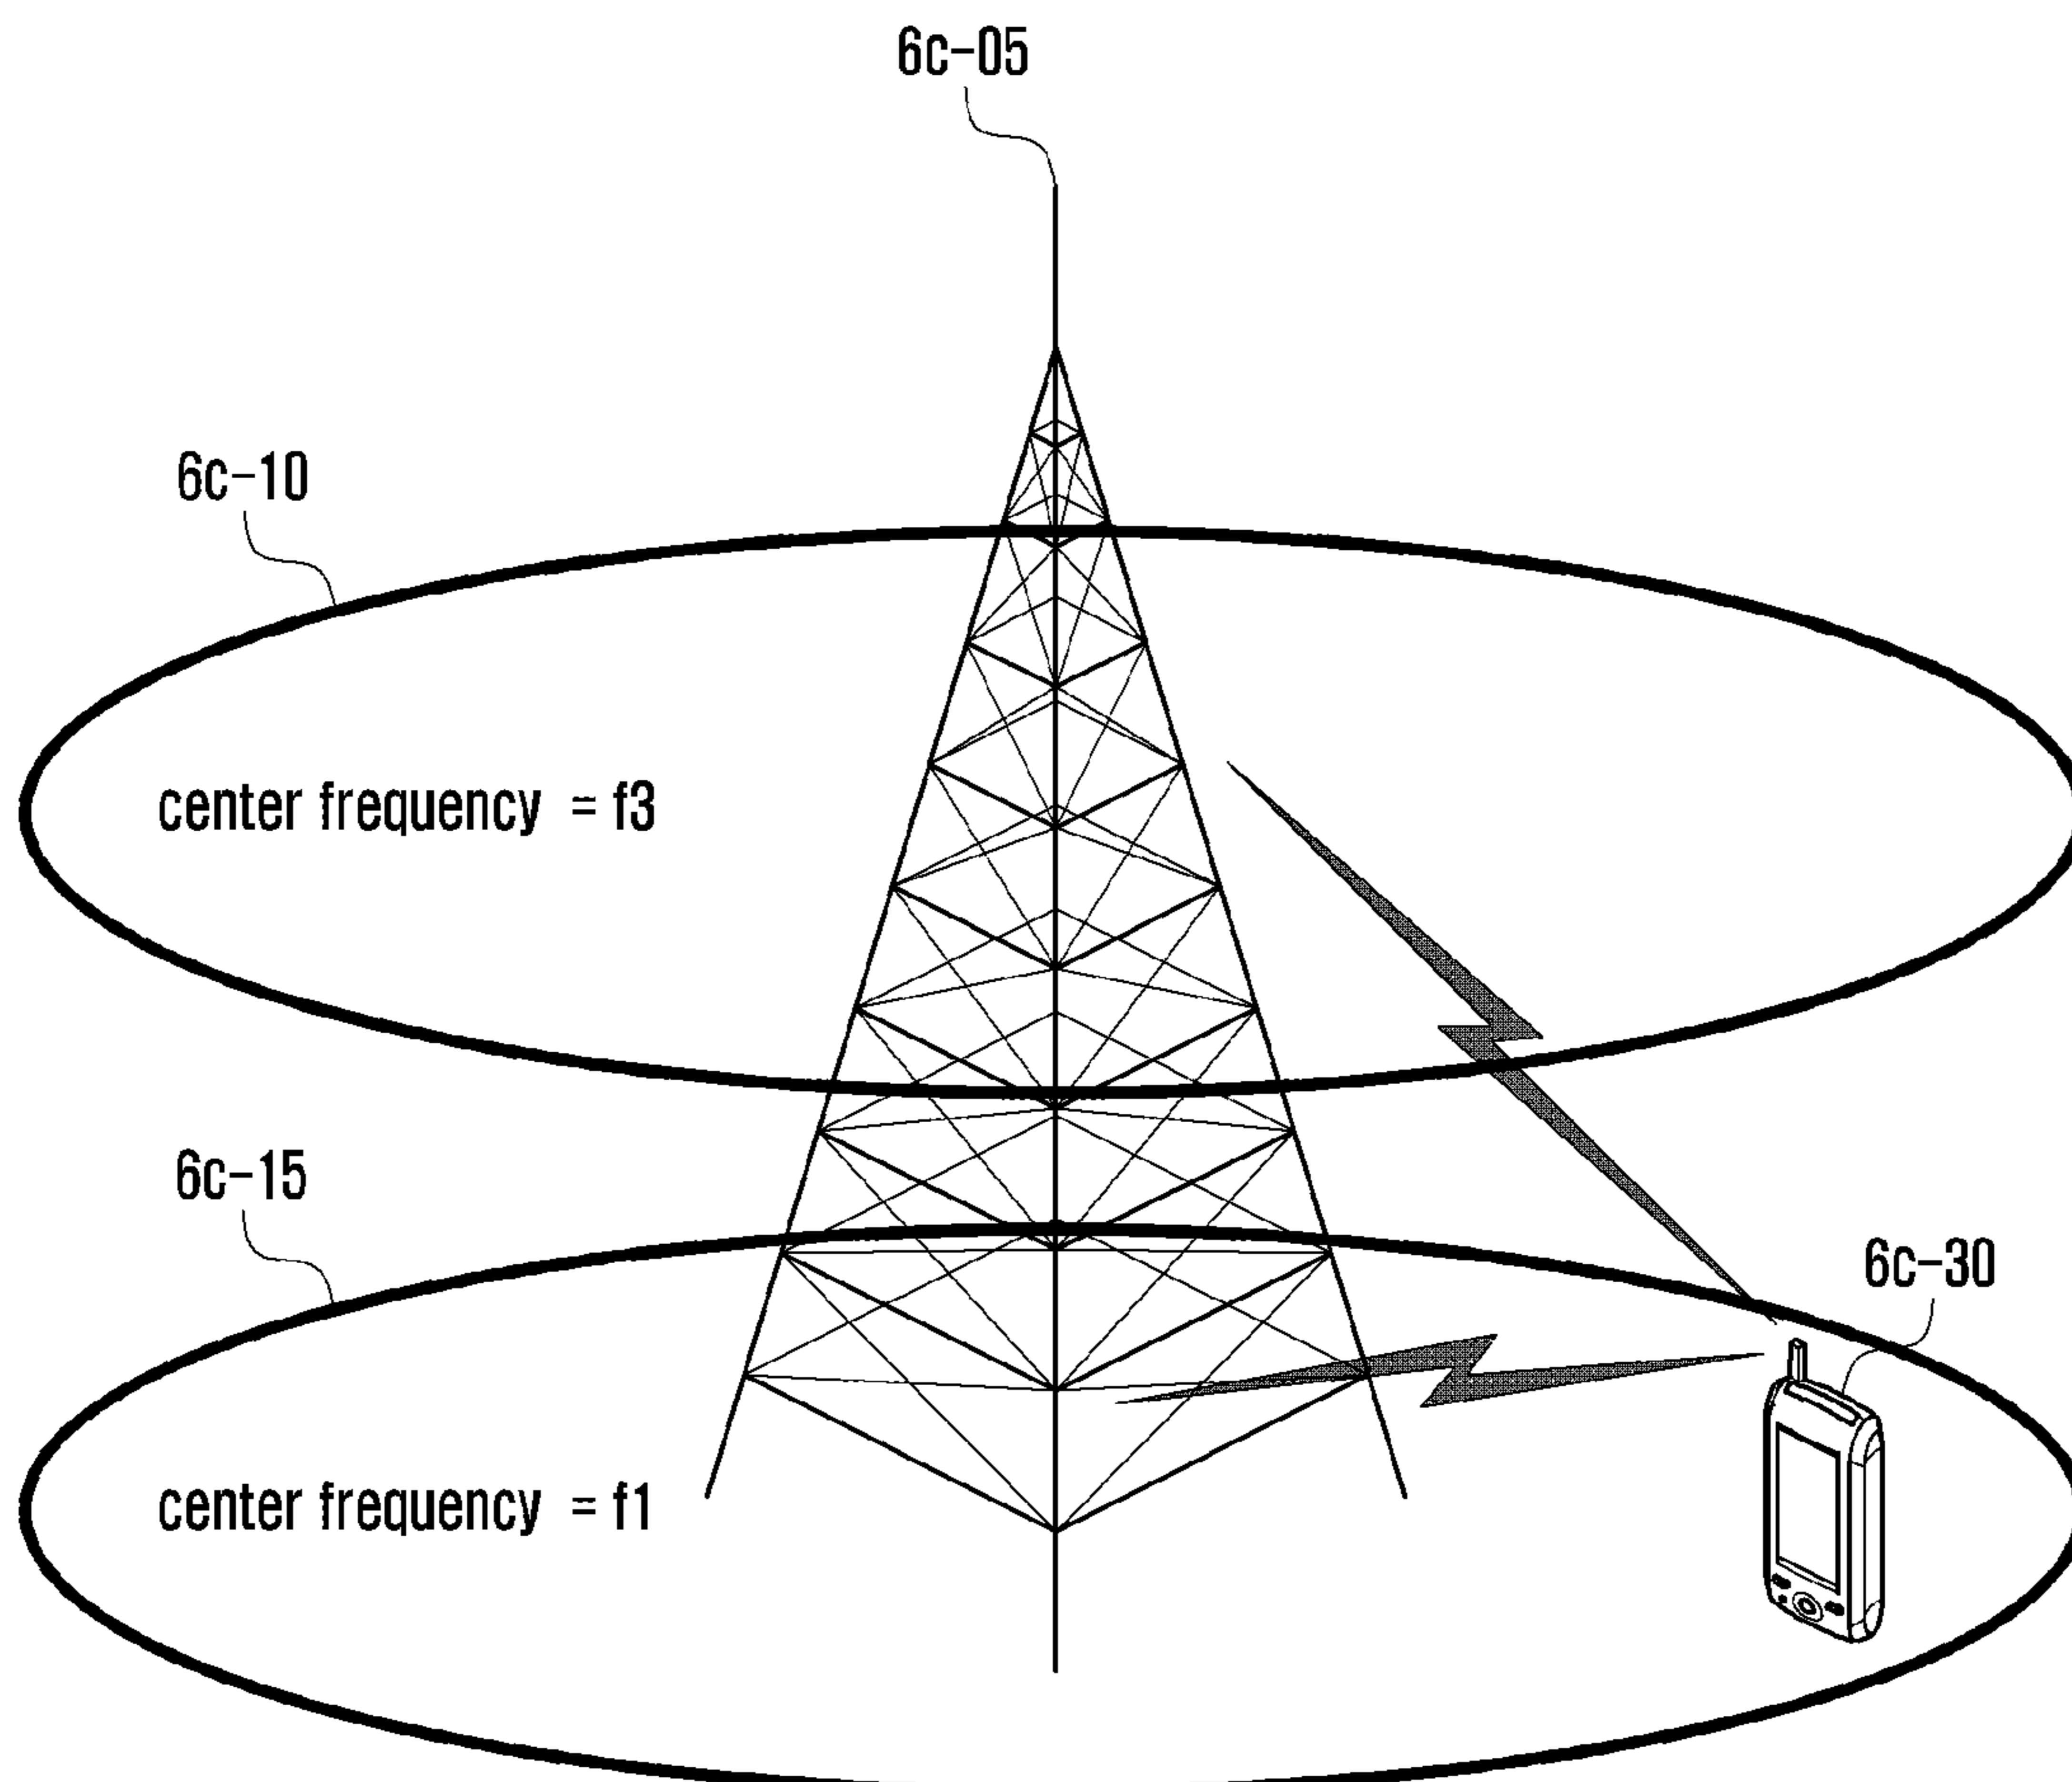 6c-05
6c-10
center frequency = f3
6c-15
6c-30
center frequency = f1